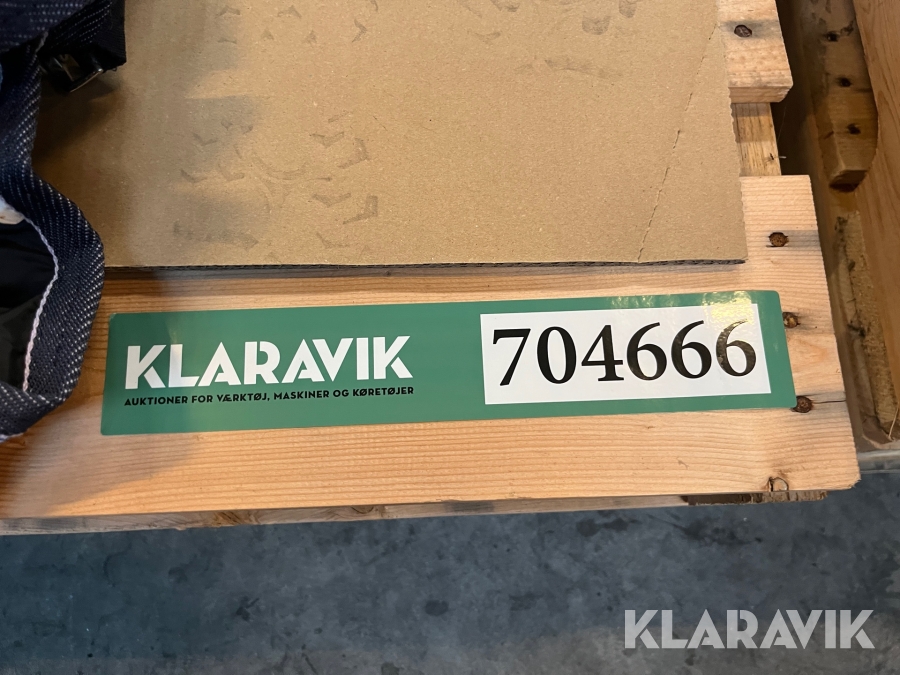 KLARAVIK
AUKTIONER FOR VÆRKTØJ, MASKINER OG KØRETØJER
704666
KLARAVIK